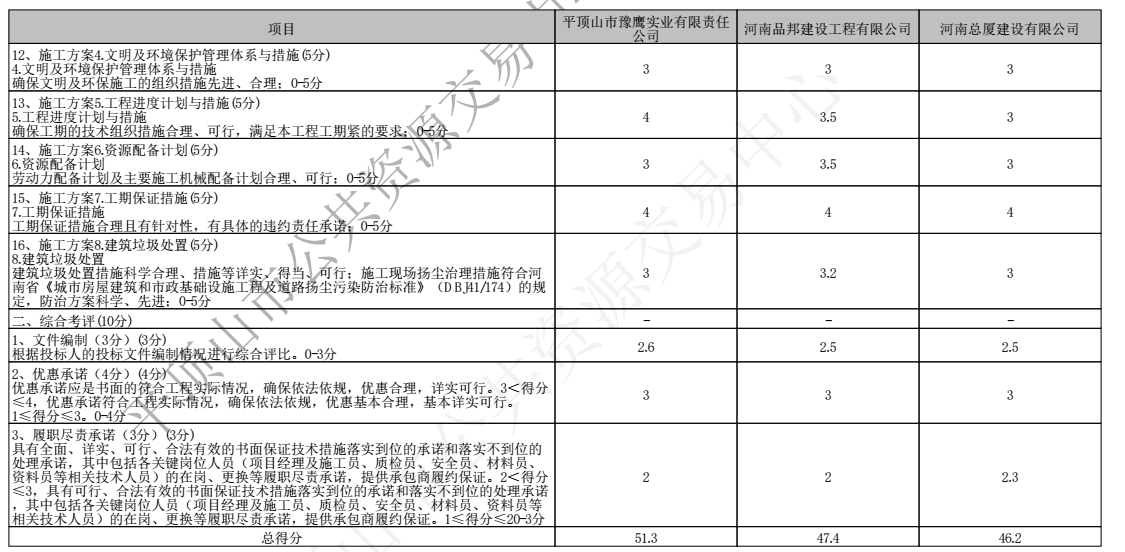 项目 平顶山市豫鹰实业有限责任公司 河南品邦建设工程有限公司 河南总厦建设有限公司
12、施工方案4.文明及环境保护管理体系与措施(5分)
4.文明及环境保护管理体系与措施
确保文明及环保施工的组织措施先进、合理；0-5分 3 3 3
13、施工方案5.工程进度计划与措施(5分)
5.工程进度计划与措施
确保工期的技术组织措施合理、可行，满足本工程工期紧的要求；0-5分 4 3.5 3
14、施工方案6.资源配备计划(5分)
6.资源配备计划
劳动力配备计划及主要施工机械配备计划合理、可行；0-5分 3 3.5 3
15、施工方案7.工期保证措施(5分)
7.工期保证措施
工期保证措施合理且有针对性，有具体的违约责任承诺；0-5分 4 4 4
16、施工方案8.建筑垃圾处置(5分)
8.建筑垃圾处置
建筑垃圾处置措施科学合理、措施等详实、得当、可行；施工现场扬尘治理措施符合河
南省《城市房屋建筑和市政基础设施工程及道路扬尘污染防治标准》（DBJ41/174）的规
定，防治方案科学、先进；0-5分 3 3.2 3
二、综合考评(10分) - - -
1、文件编制（3分）(3分)
根据投标人的投标文件编制情况进行综合评比。0-3分 2.6 2.5 2.5
2、优惠承诺（4分）(4分)
优惠承诺应是书面的符合工程实际情况，确保依法依规，优惠合理，详实可行。3＜得分
≤4，优惠承诺符合工程实际情况，确保依法依规，优惠基本合理，基本详实可行。
1≤得分≤3。0-4分 3 3 3
3、履职尽责承诺（3分）(3分)
具有全面、详实、可行、合法有效的书面保证技术措施落实到位的承诺和落实不到位的
处理承诺，其中包括各关键岗位人员（项目经理及施工员、质检员、安全员、材料员、
资料员等相关技术人员）的在岗、更换等履职尽责承诺，提供承包商履约保证。2＜得分
≤3，具有可行、合法有效的书面保证技术措施落实到位的承诺和落实不到位的处理承诺
，其中包括各关键岗位人员（项目经理及施工员、质检员、安全员、材料员、资料员等
相关技术人员）的在岗、更换等履职尽责承诺，提供承包商履约保证。1≤得分≤20-3分 2 2 2.3
总得分 51.3 47.4 46.2
平顶山市公共资源交易中心